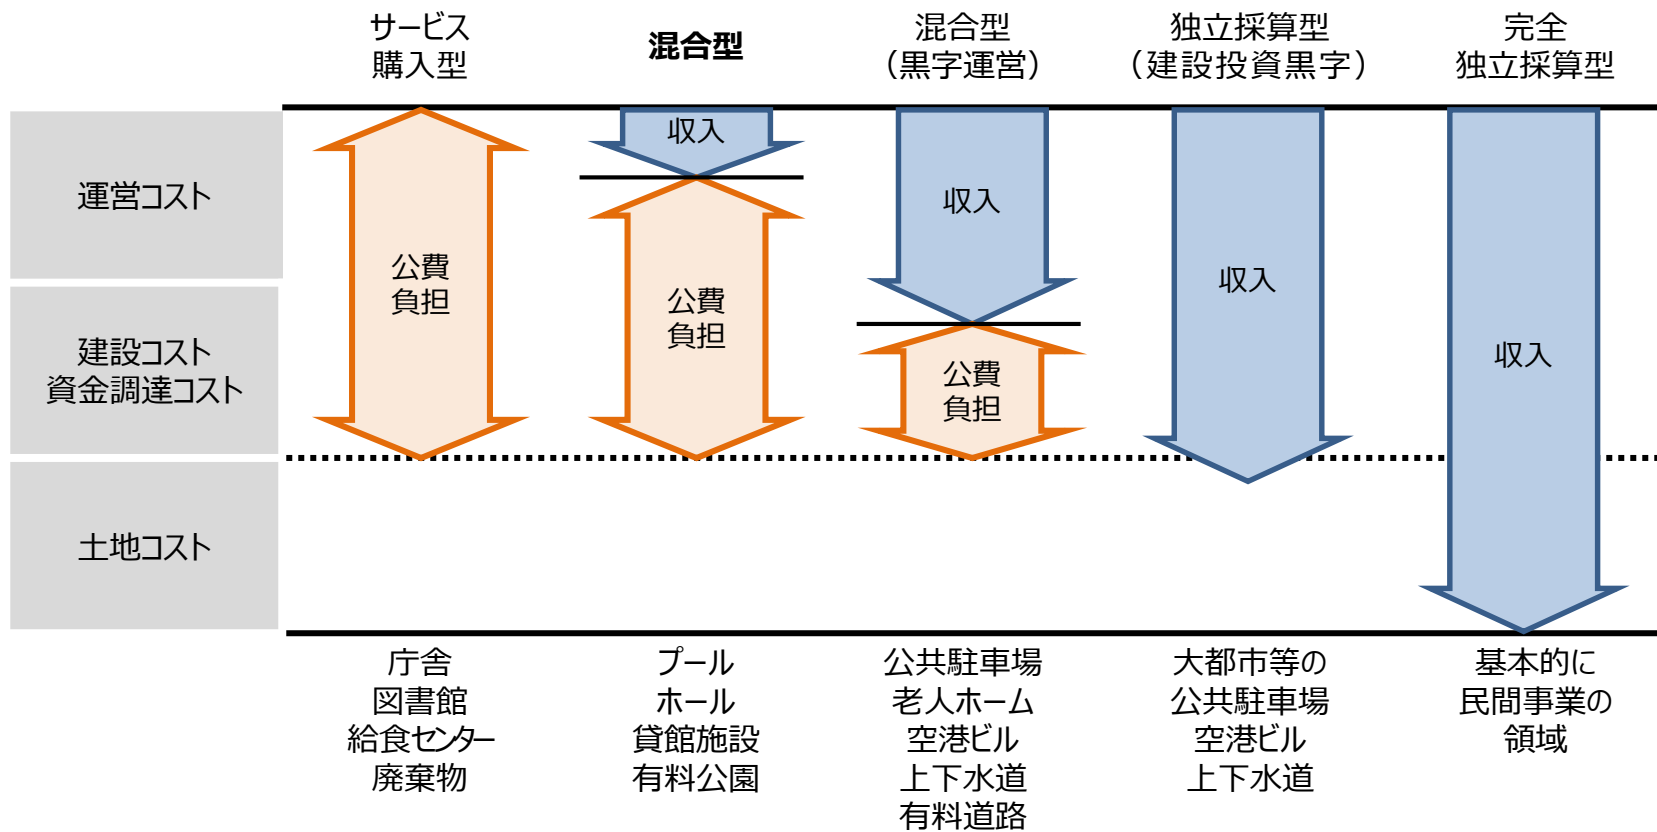 サービス
購入型
混合型
混合型
（黒字運営）
独立採算型
（建設投資黒字）
完全
独立採算型
運営コスト
建設コスト
資金調達コスト
土地コスト
公費
負担
収入
公費
負担
収入
公費
負担
収入
収入
庁舎
図書館
給食センター
廃棄物
プール
ホール
貸館施設
有料公園
公共駐車場
老人ホーム
空港ビル
上下水道
有料道路
大都市等の
公共駐車場
空港ビル
上下水道
基本的に
民間事業の
領域